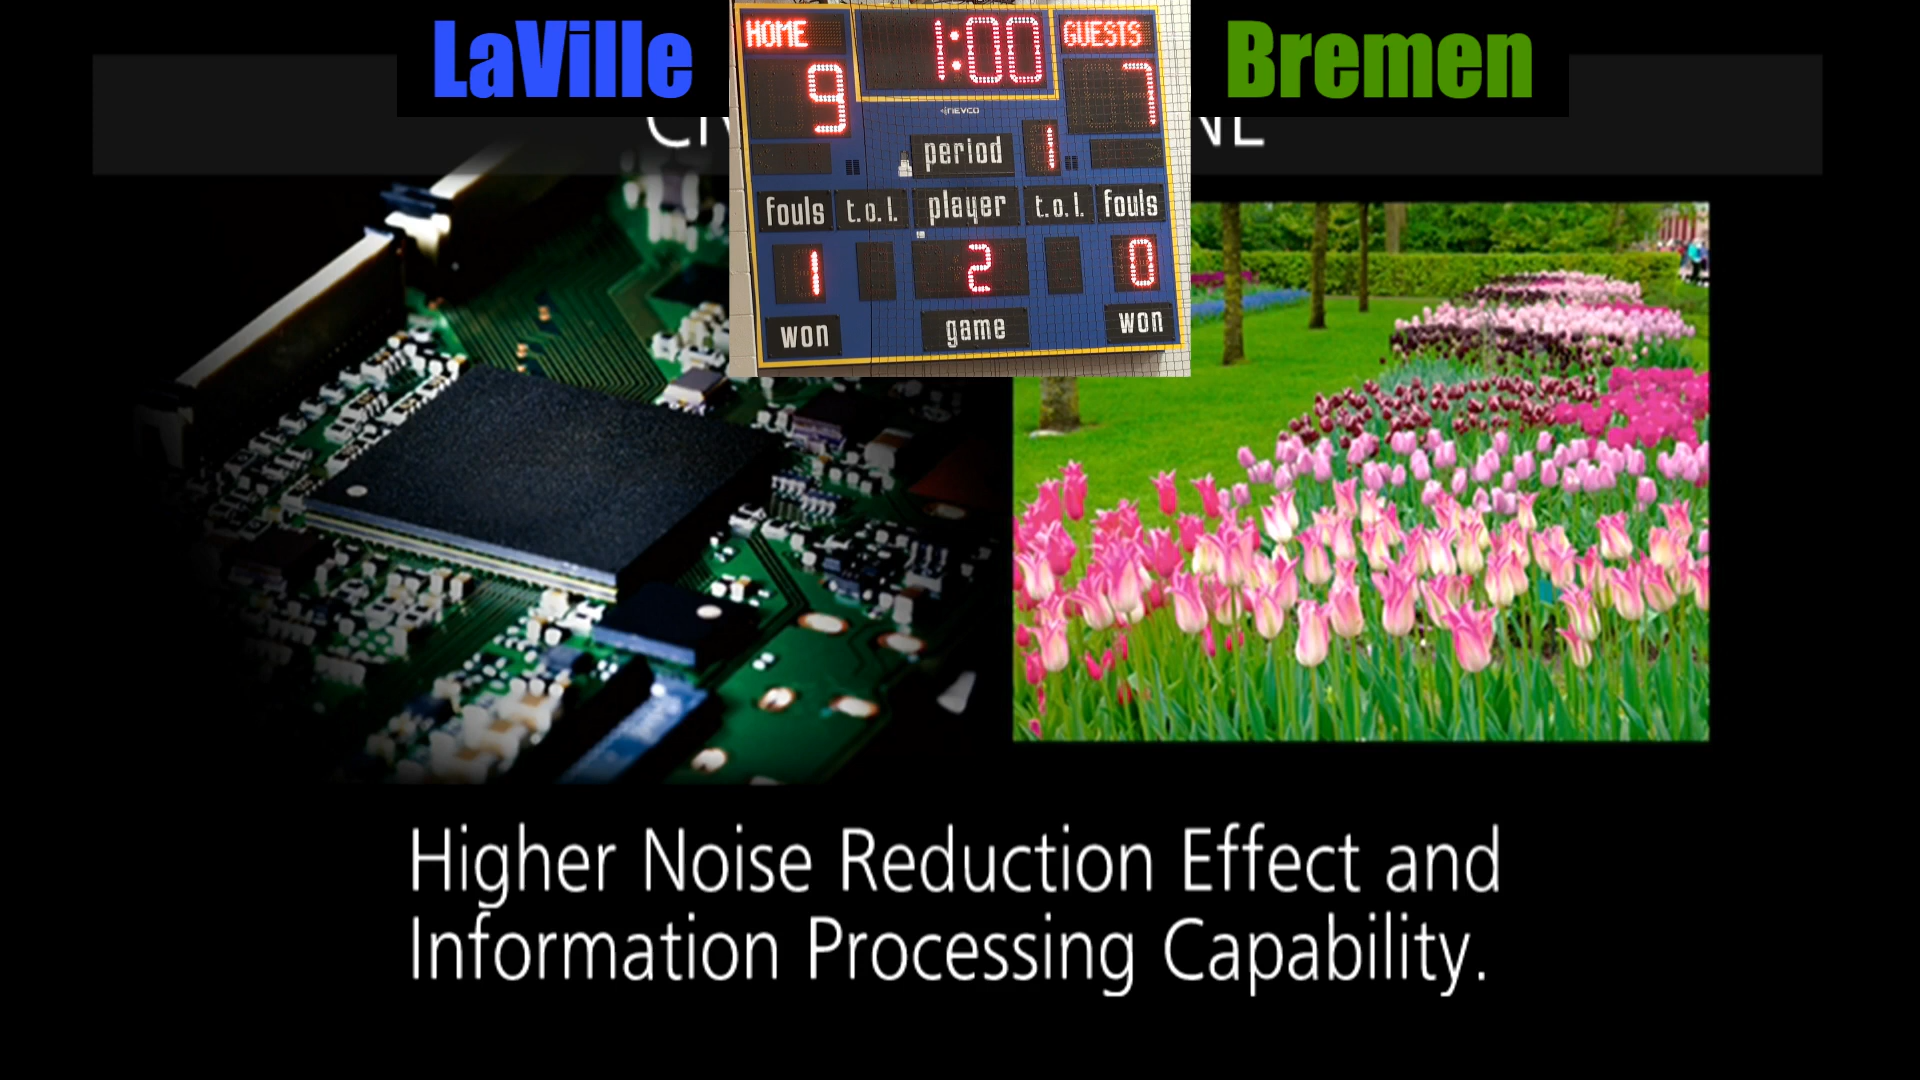 LaVille
Bremen
HOME
1:00
GUESTS
9
7
NEVCO
period
1
fouls t.o.l. player t.o.l. fouls
1
2
0
won
game
won
Higher Noise Reduction Effect and
Information Processing Capability.